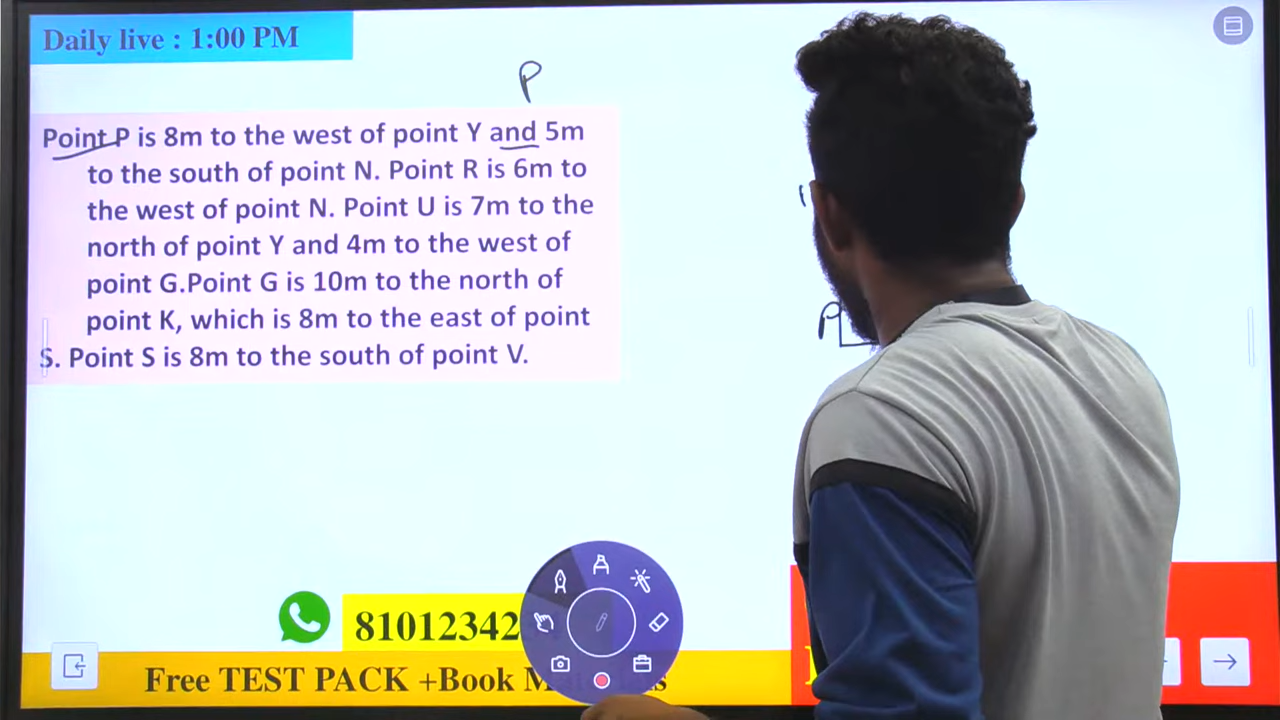 Daily live : 1:00 PM
P
Point P is 8m to the west of point Y and 5m
to the south of point N. Point R is 6m to
the west of point N. Point U is 7m to the
north of point Y and 4m to the west of
point G.Point G is 10m to the north of
point K, which is 8m to the east of point
S. Point S is 8m to the south of point V.
P
81012342
Free TEST PACK +Book